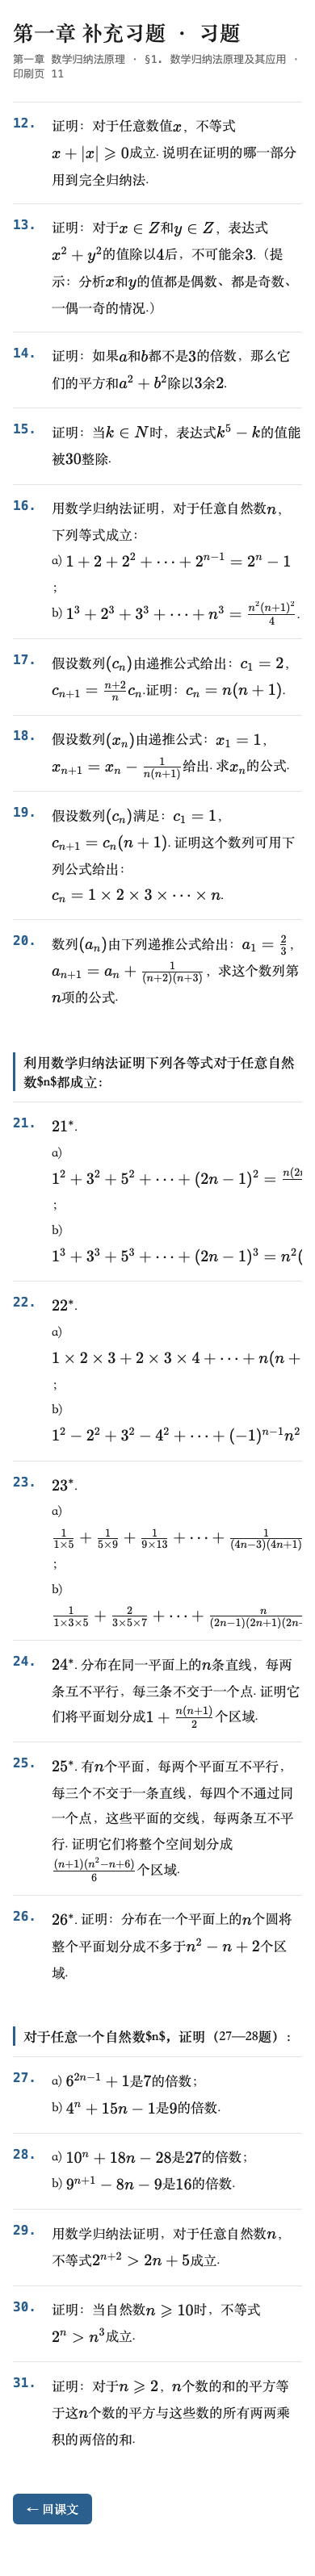 第一章 补充习题 · 习题
第一章 数学归纳法原理 · §1. 数学归纳法原理及其应用 ·
印刷页 11
12. 证明：对于任意数值x，不等式
x + |x| ⩾ 0成立. 说明在证明的哪一部分
用到完全归纳法.
13. 证明：对于x ∈ Z和y ∈ Z，表达式
x² + y²的值除以4后，不可能余3.（提
示：分析x和y的值都是偶数、都是奇数、
一偶一奇的情况.）
14. 证明：如果a和b都不是3的倍数，那么它
们的平方和a² + b²除以3余2.
15. 证明：当k ∈ N时，表达式k⁵ − k的值能
被30整除.
16. 用数学归纳法证明，对于任意自然数n，
下列等式成立：
a) 1 + 2 + 2² + ⋯ + 2ⁿ⁻¹ = 2ⁿ − 1
；
b) 1³ + 2³ + 3³ + ⋯ + n³ = n²(n+1)²/4.
17. 假设数列(cₙ)由递推公式给出：c₁ = 2，
cₙ₊₁ = (n+2)/n cₙ.证明：cₙ = n(n + 1).
18. 假设数列(xₙ)由递推公式：x₁ = 1，
xₙ₊₁ = xₙ − 1/(n(n+1))给出. 求xₙ的公式.
19. 假设数列(cₙ)满足：c₁ = 1，
cₙ₊₁ = cₙ(n + 1). 证明这个数列可用下
列公式给出：
cₙ = 1 × 2 × 3 × ⋯ × n.
20. 数列(aₙ)由下列递推公式给出：a₁ = 2/3，
aₙ₊₁ = aₙ + 1/((n+2)(n+3))，求这个数列第
n项的公式.
利用数学归纳法证明下列各等式对于任意自然
数$n$都成立：
21. 21*.
a)
1² + 3² + 5² + ⋯ + (2n − 1)² = n(2n
；
b)
1³ + 3³ + 5³ + ⋯ + (2n − 1)³ = n²(
22. 22*.
a)
1 × 2 × 3 + 2 × 3 × 4 + ⋯ + n(n +
；
b)
1² − 2² + 3² − 4² + ⋯ + (−1)ⁿ⁻¹n²
23. 23*.
a)
1/(1×5) + 1/(5×9) + 1/(9×13) + ⋯ + 1/((4n−3)(4n+1)
；
b)
1/(1×3×5) + 2/(3×5×7) + ⋯ + n/((2n−1)(2n+1)(2n
24. 24*. 分布在同一平面上的n条直线，每两
条互不平行，每三条不交于一个点. 证明它
们将平面划分成1 + n(n+1)/2个区域.
25. 25*. 有n个平面，每两个平面互不平行，
每三个不交于一条直线，每四个不通过同
一个点，这些平面的交线，每两条互不平
行. 证明它们将整个空间划分成
(n+1)(n²−n+6)/6个区域.
26. 26*. 证明：分布在一个平面上的n个圆将
整个平面划分成不多于n² − n + 2个区
域.
对于任意一个自然数$n$，证明（27—28题）：
27. a) 6²ⁿ⁻¹ + 1是7的倍数；
b) 4ⁿ + 15n − 1是9的倍数.
28. a) 10ⁿ + 18n − 28是27的倍数；
b) 9ⁿ⁺¹ − 8n − 9是16的倍数.
29. 用数学归纳法证明，对于任意自然数n，
不等式2ⁿ⁺² > 2n + 5成立.
30. 证明：当自然数n ⩾ 10时，不等式
2ⁿ > n³成立.
31. 证明：对于n ⩾ 2，n个数的和的平方等
于这n个数的平方与这些数的所有两两乘
积的两倍的和.
← 回课文